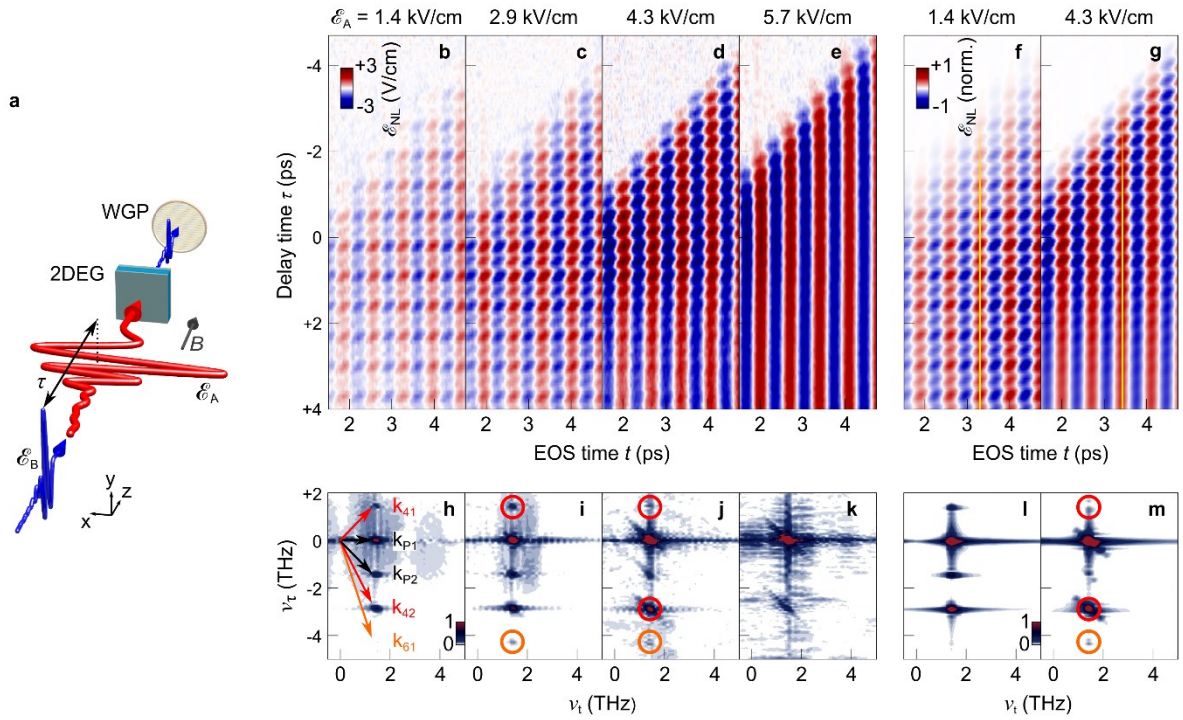 ℰA = 1.4 kV/cm 2.9 kV/cm 4.3 kV/cm 5.7 kV/cm 1.4 kV/cm 4.3 kV/cm
a b c d e f g
+3
-3
ℰNL (V/cm)
+1
-1
ℰNL (norm.)
Delay time τ (ps)
-4
-2
0
+2
+4
2 3 4 2 3 4 2 3 4 2 3 4 2 3 4 2 3 4
EOS time t (ps) EOS time t (ps)
WGP
2DEG
B
τ
ℰA
ℰB
y
z
x
h i j k l m
+2
0
-2
-4
ντ (THz)
k41
kP1
kP2
k42
k61
1
0
1
0
0 2 4 0 2 4 0 2 4 0 2 4 0 2 4 0 2 4
νt (THz) νt (THz)